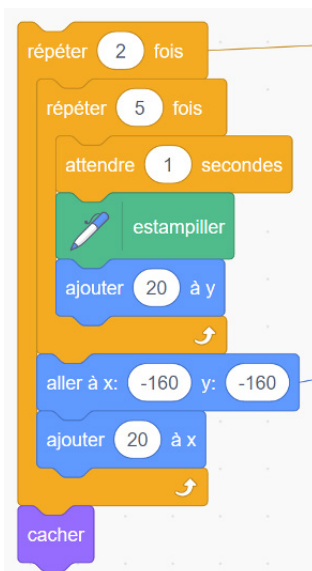 répéter 2 fois
répéter 5 fois
attendre 1 secondes
estampiller
ajouter 20 à y
aller à x: -160 y: -160
ajouter 20 à x
cacher